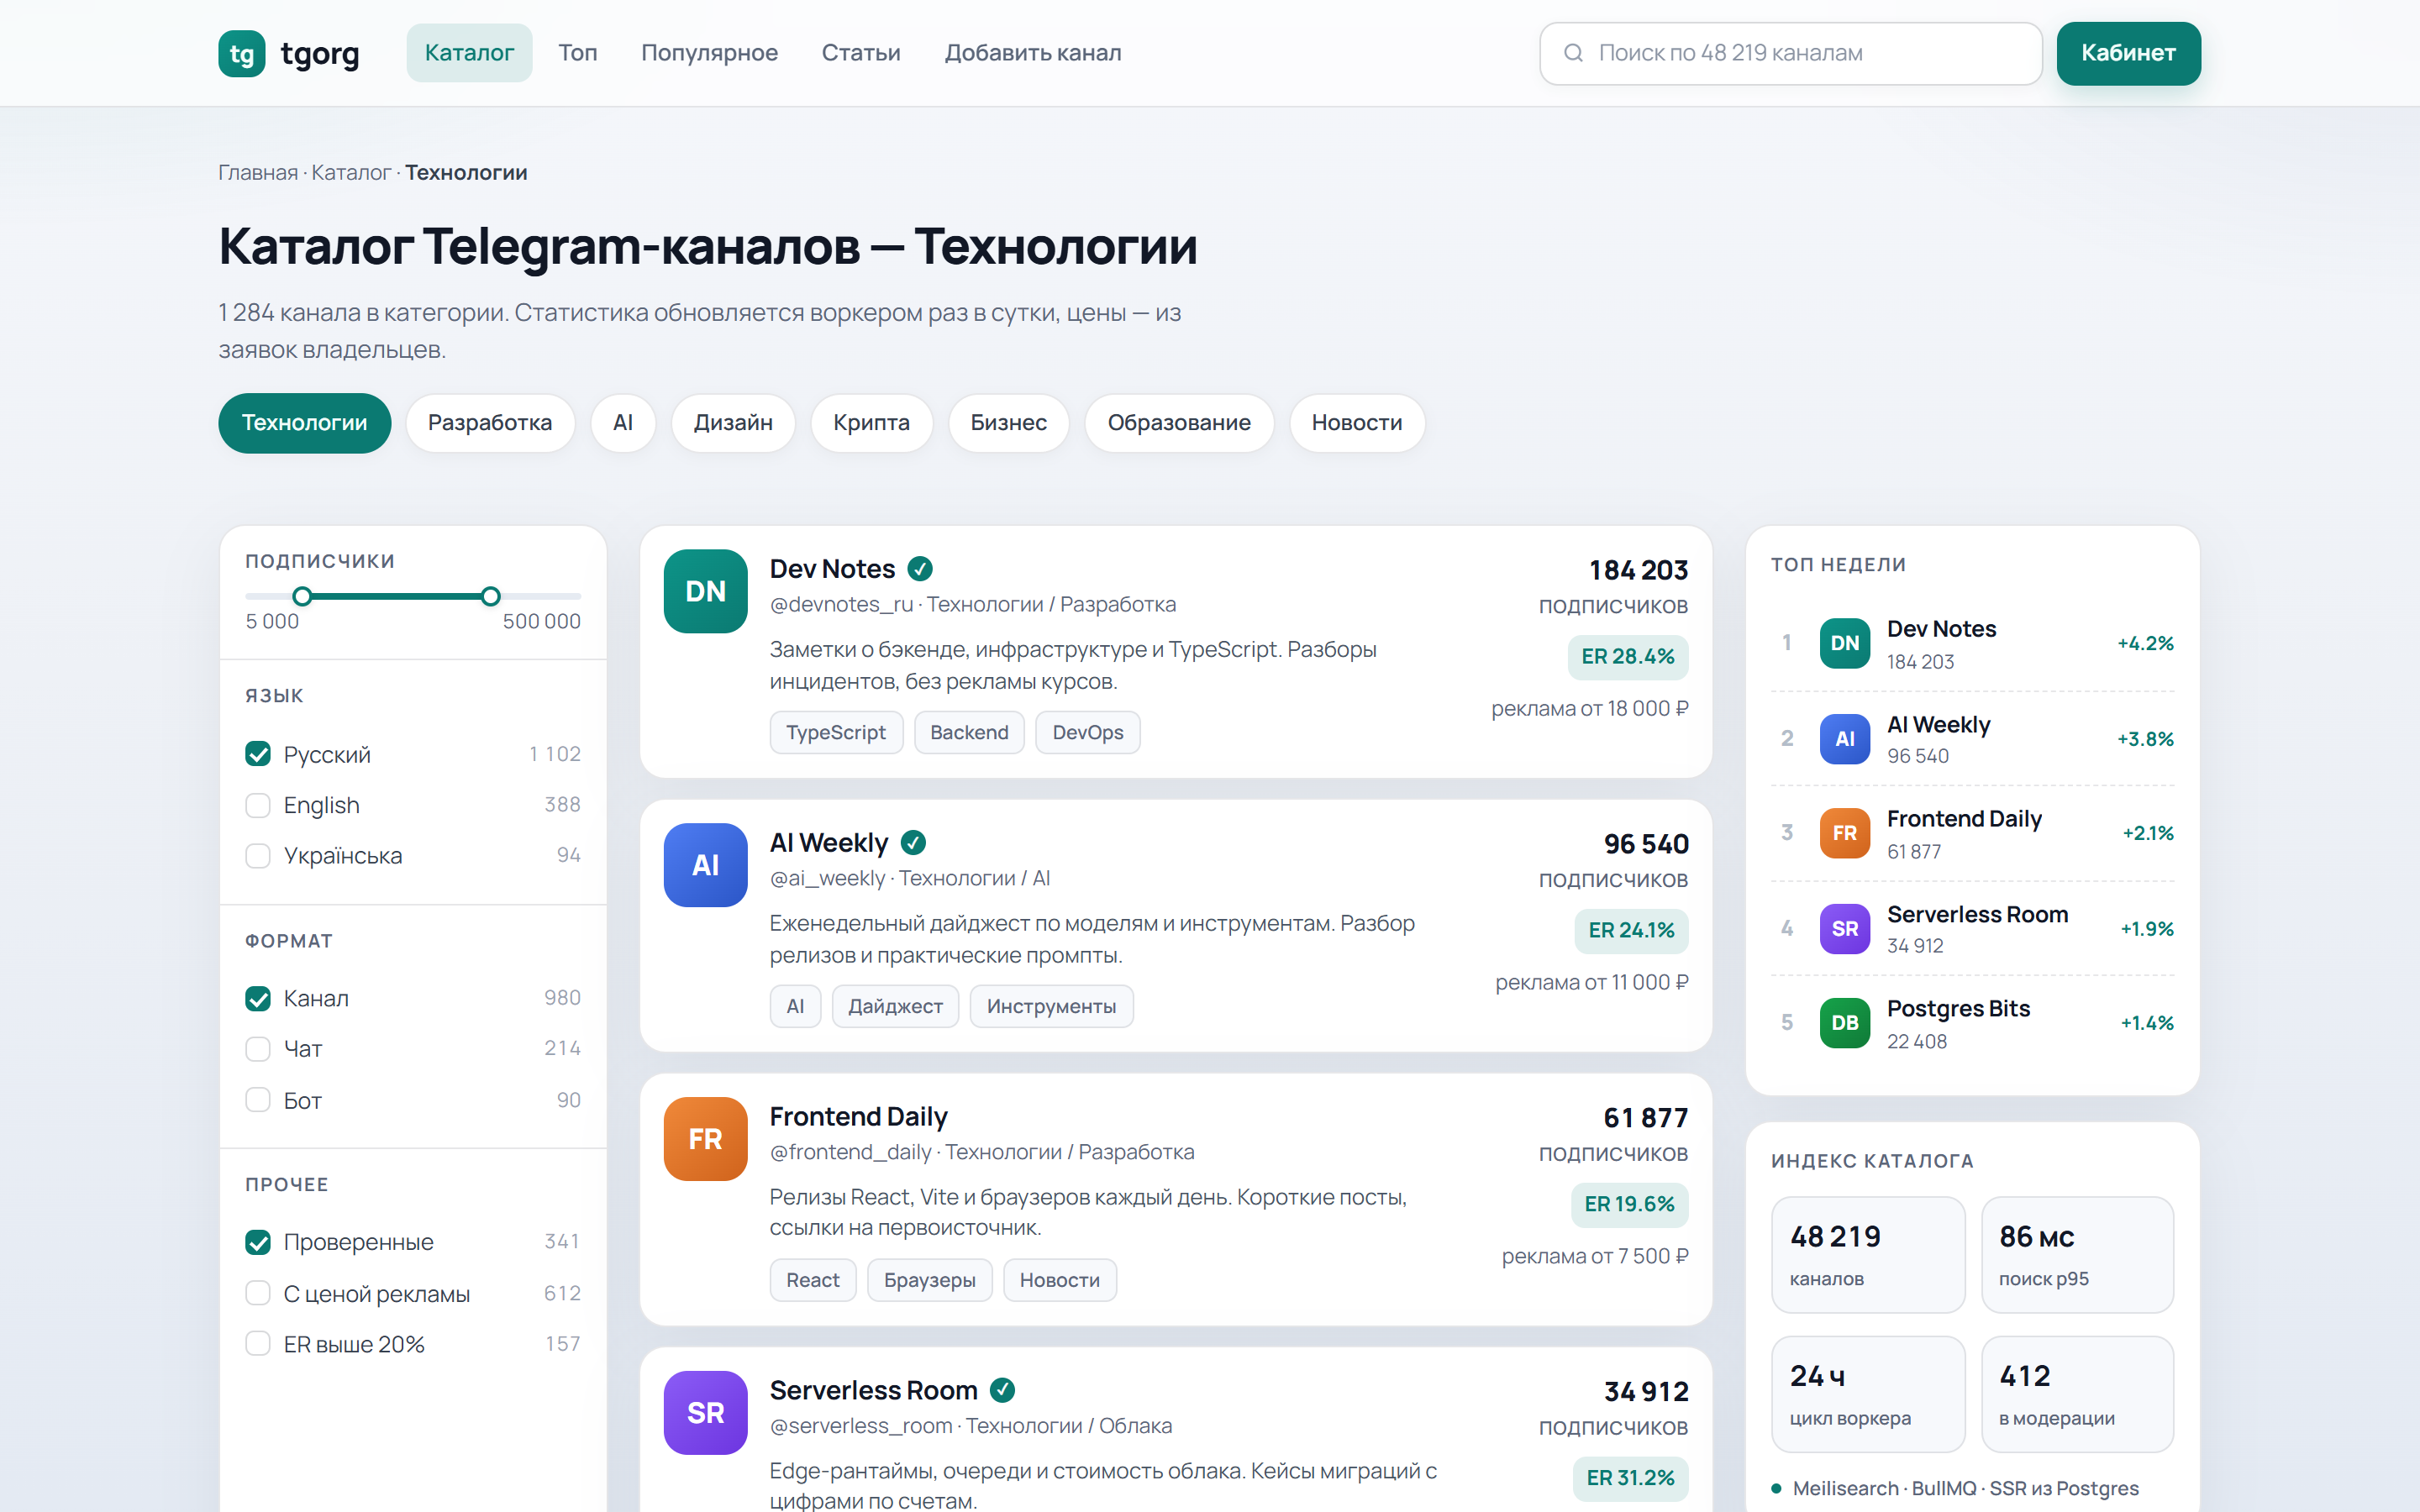 tg tgorg Каталог Топ Популярное Статьи Добавить канал Поиск по 48 219 каналам Кабинет
Главная · Каталог · Технологии
Каталог Telegram-каналов — Технологии
1 284 канала в категории. Статистика обновляется воркером раз в сутки, цены — из
заявок владельцев.
Технологии Разработка AI Дизайн Крипта Бизнес Образование Новости
ПОДПИСЧИКИ
5 000 500 000
ЯЗЫК
Русский 1 102
English 388
Українська 94
ФОРМАТ
Канал 980
Чат 214
Бот 90
ПРОЧЕЕ
Проверенные 341
С ценой рекламы 612
ER выше 20% 157
DN
Dev Notes
@devnotes_ru · Технологии / Разработка
Заметки о бэкенде, инфраструктуре и TypeScript. Разборы
инцидентов, без рекламы курсов.
TypeScript Backend DevOps
184 203
ПОДПИСЧИКОВ
ER 28.4%
реклама от 18 000 ₽
AI
AI Weekly
@ai_weekly · Технологии / AI
Еженедельный дайджест по моделям и инструментам. Разбор
релизов и практические промпты.
AI Дайджест Инструменты
96 540
ПОДПИСЧИКОВ
ER 24.1%
реклама от 11 000 ₽
FR
Frontend Daily
@frontend_daily · Технологии / Разработка
Релизы React, Vite и браузеров каждый день. Короткие посты,
ссылки на первоисточник.
React Браузеры Новости
61 877
ПОДПИСЧИКОВ
ER 19.6%
реклама от 7 500 ₽
SR
Serverless Room
@serverless_room · Технологии / Облака
Edge-рантаймы, очереди и стоимость облака. Кейсы миграций с
цифрами по счетам.
34 912
ПОДПИСЧИКОВ
ER 31.2%
ТОП НЕДЕЛИ
1 DN Dev Notes +4.2%
184 203
2 AI AI Weekly +3.8%
96 540
3 FR Frontend Daily +2.1%
61 877
4 SR Serverless Room +1.9%
34 912
5 DB Postgres Bits +1.4%
22 408
ИНДЕКС КАТАЛОГА
48 219
каналов
86 мс
поиск p95
24 ч
цикл воркера
412
в модерации
Meilisearch · BullMQ · SSR из Postgres